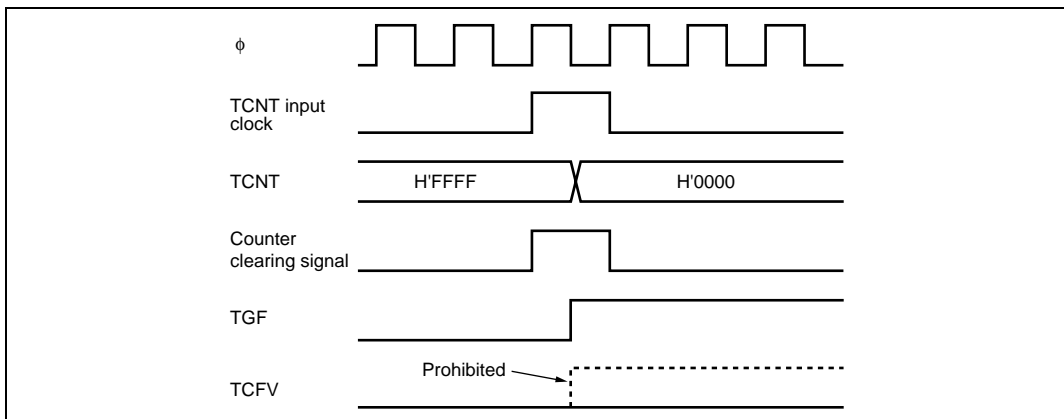 ϕ
TCNT input
clock
TCNT
H'FFFF
H'0000
Counter
clearing signal
TGF
Prohibited
TCFV